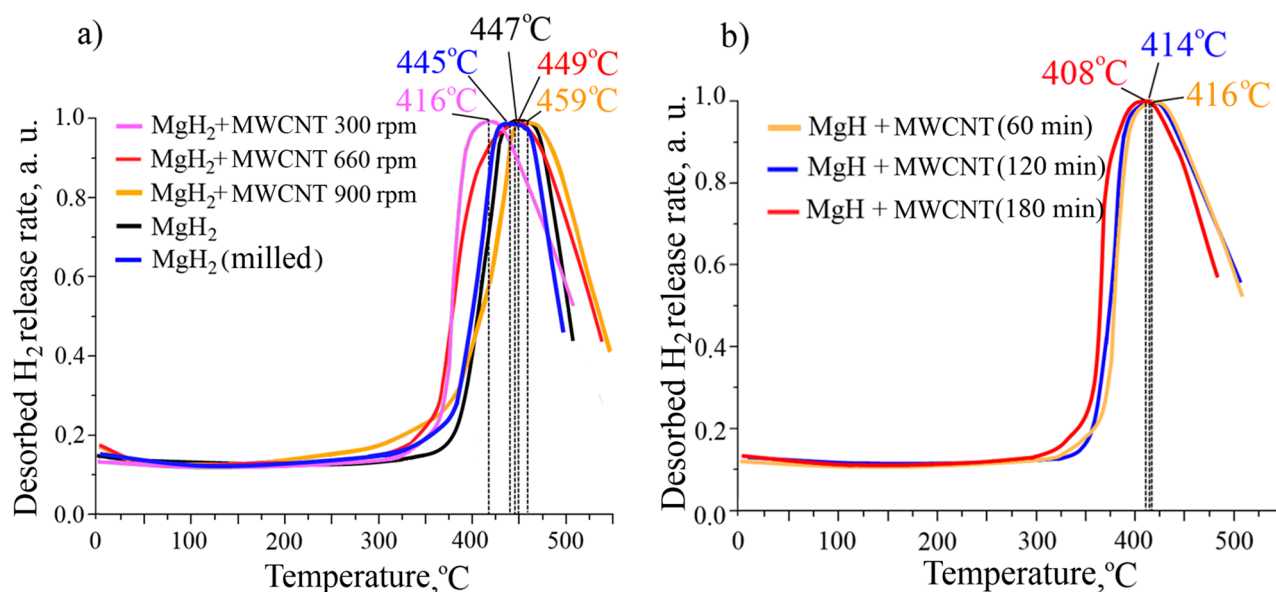 a)
447°C
445°C
449°C
416°C
459°C
MgH₂+MWCNT 300 rpm
MgH₂+MWCNT 660 rpm
MgH₂+MWCNT 900 rpm
MgH₂
MgH₂ (milled)
Desorbed H₂ release rate, a. u.
1.0
0.8
0.6
0.4
0.2
0.0
0
100
200
300
400
500
Temperature,°C
b)
414°C
408°C
416°C
MgH + MWCNT (60 min)
MgH + MWCNT (120 min)
MgH + MWCNT (180 min)
Desorbed H₂ release rate, a. u.
1.0
0.8
0.6
0.4
0.2
0.0
0
100
200
300
400
500
Temperature,°C